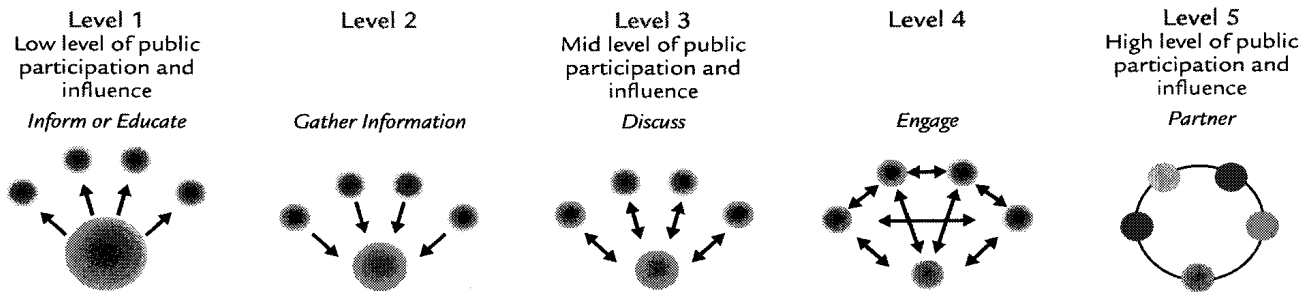 Level 1
Low level of public
participation and
influence
Inform or Educate
Level 2
Gather Information
Level 3
Mid level of public
participation and
influence
Discuss
Level 4
Engage
Level 5
High level of public
participation and
influence
Partner